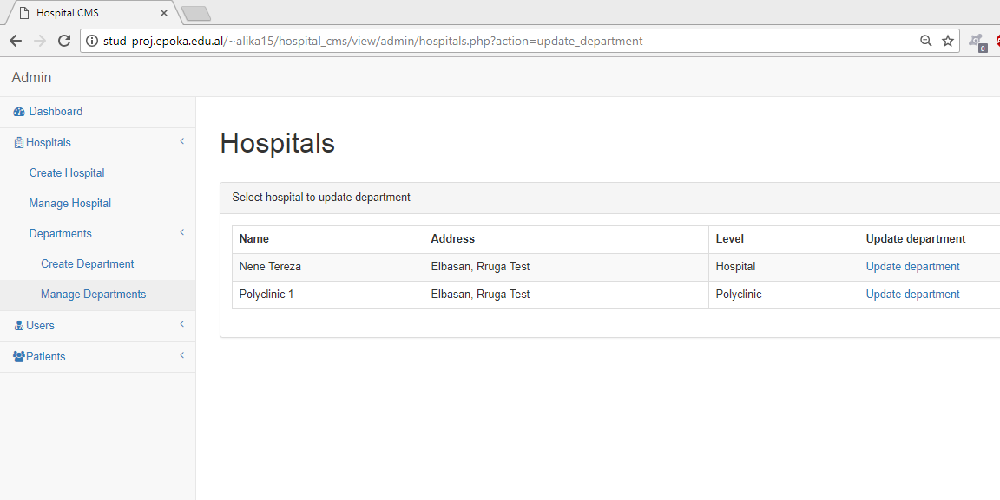 Hospital CMS
stud-proj.epoka.edu.al/~alika15/hospital_cms/view/admin/hospitals.php?action=update_department
0
Admin
Dashboard
Hospitals
Create Hospital
Manage Hospital
Departments
Create Department
Manage Departments
Users
Patients
Hospitals
Select hospital to update department
Name Address Level Update department
Nene Tereza Elbasan, Rruga Test Hospital Update department
Polyclinic 1 Elbasan, Rruga Test Polyclinic Update department